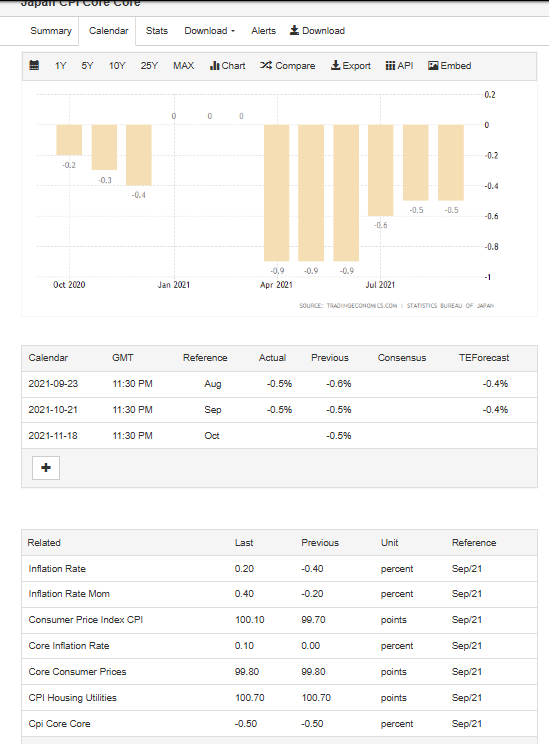 Japan CPI Core Core
Summary Calendar Stats Download Alerts Download
1Y 5Y 10Y 25Y MAX Chart Compare Export API Embed
0.2
0 0 0
0
-0.2
-0.2
-0.3
-0.4
-0.4
-0.5 -0.5
-0.6
-0.6
-0.8
-0.9 -0.9 -0.9
-1
Oct 2020 Jan 2021 Apr 2021 Jul 2021
SOURCE: TRADINGECONOMICS.COM | STATISTICS BUREAU OF JAPAN
Calendar GMT Reference Actual Previous Consensus TEForecast
2021-09-23 11:30 PM Aug -0.5% -0.6% -0.4%
2021-10-21 11:30 PM Sep -0.5% -0.5% -0.4%
2021-11-18 11:30 PM Oct -0.5%
Related Last Previous Unit Reference
Inflation Rate 0.20 -0.40 percent Sep/21
Inflation Rate Mom 0.40 -0.20 percent Sep/21
Consumer Price Index CPI 100.10 99.70 points Sep/21
Core Inflation Rate 0.10 0.00 percent Sep/21
Core Consumer Prices 99.80 99.80 points Sep/21
CPI Housing Utilities 100.70 100.70 points Sep/21
Cpi Core Core -0.50 -0.50 percent Sep/21